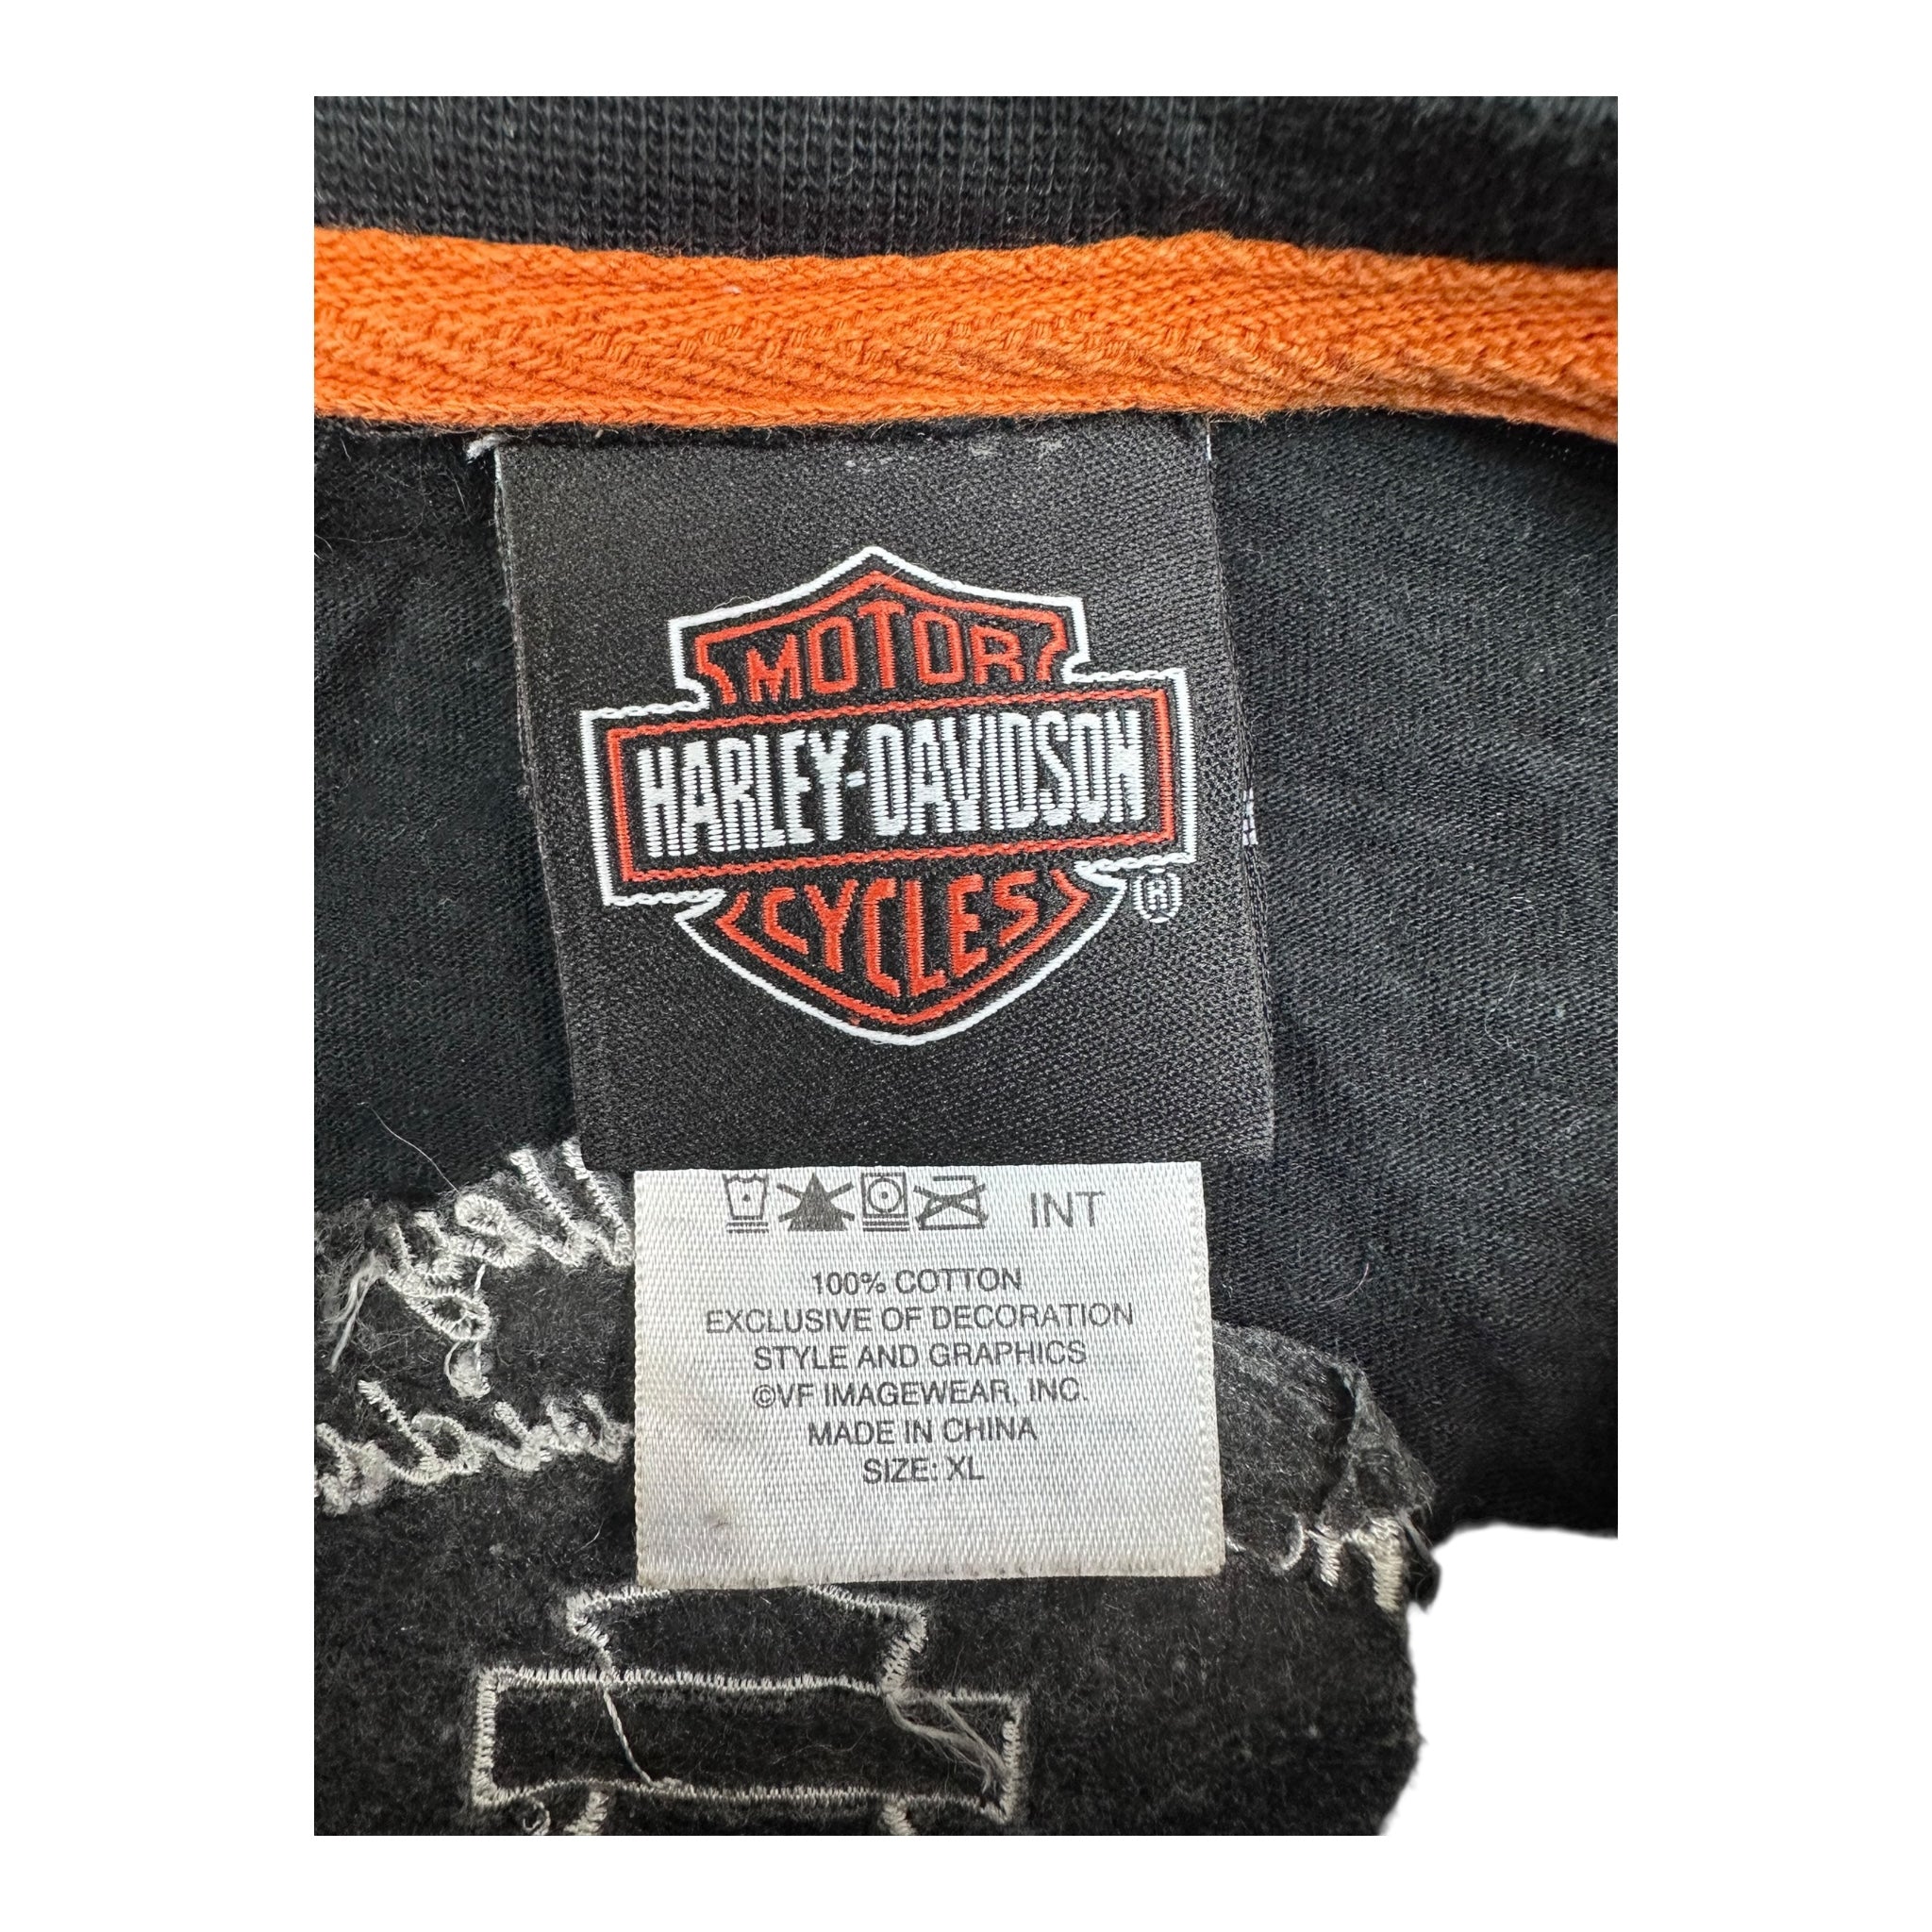 MOTOR
HARLEY-DAVIDSON
CYCLES
®
INT
100% COTTON
EXCLUSIVE OF DECORATION
STYLE AND GRAPHICS
©VF IMAGEWEAR, INC.
MADE IN CHINA
SIZE: XL